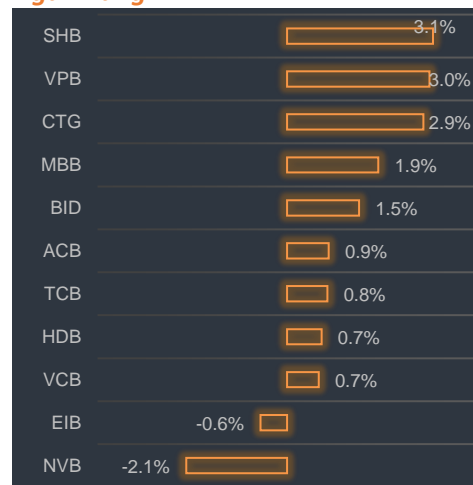 SHB 3.1%
VPB 3.0%
CTG 2.9%
MBB 1.9%
BID 1.5%
ACB 0.9%
TCB 0.8%
HDB 0.7%
VCB 0.7%
EIB -0.6%
NVB -2.1%